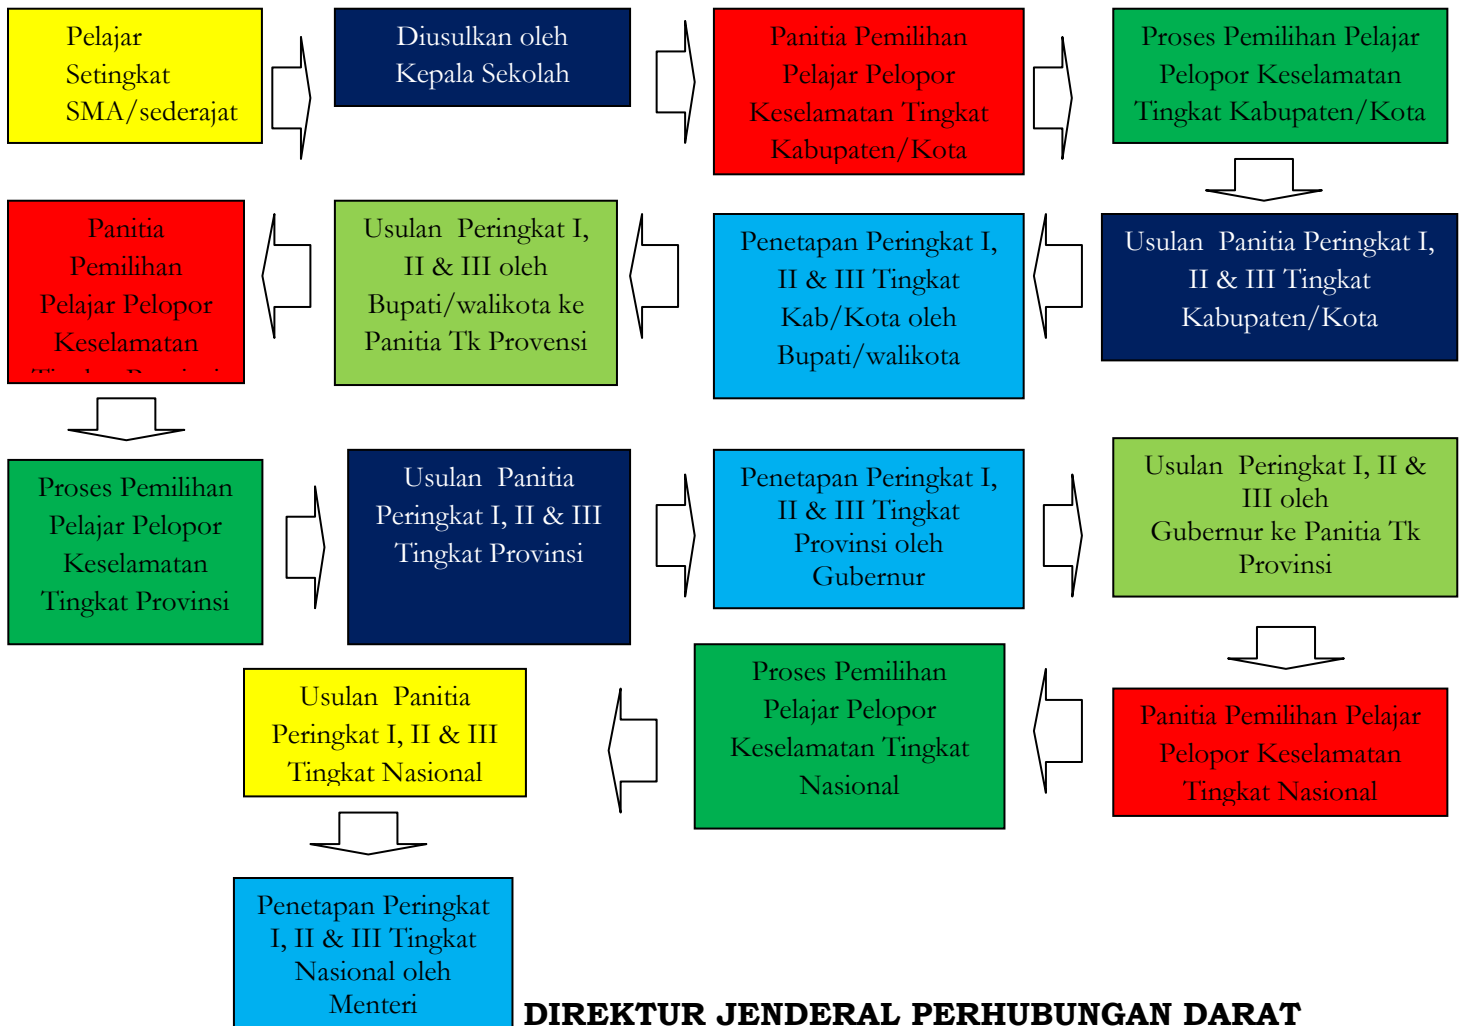 Pelajar
Setingkat
SMA/sederajat
Diusulkan oleh
Kepala Sekolah
Panitia Pemilihan
Pelajar Pelopor
Keselamatan Tingkat
Kabupaten/Kota
Proses Pemilihan Pelajar
Pelopor Keselamatan
Tingkat Kabupaten/Kota
Usulan Panitia Peringkat I,
II & III Tingkat
Kabupaten/Kota
Penetapan Peringkat I,
II & III Tingkat
Kab/Kota oleh
Bupati/walikota
Usulan Peringkat I,
II & III oleh
Bupati/walikota ke
Panitia Tk Provensi
Panitia
Pemilihan
Pelajar Pelopor
Keselamatan
Proses Pemilihan
Pelajar Pelopor
Keselamatan
Tingkat Provinsi
Usulan Panitia
Peringkat I, II & III
Tingkat Provinsi
Penetapan Peringkat I,
II & III Tingkat
Provinsi oleh
Gubernur
Usulan Peringkat I, II &
III oleh
Gubernur ke Panitia Tk
Provinsi
Panitia Pemilihan Pelajar
Pelopor Keselamatan
Tingkat Nasional
Proses Pemilihan
Pelajar Pelopor
Keselamatan Tingkat
Nasional
Usulan Panitia
Peringkat I, II & III
Tingkat Nasional
Penetapan Peringkat
I, II & III Tingkat
Nasional oleh
Menteri
DIREKTUR JENDERAL PERHUBUNGAN DARAT